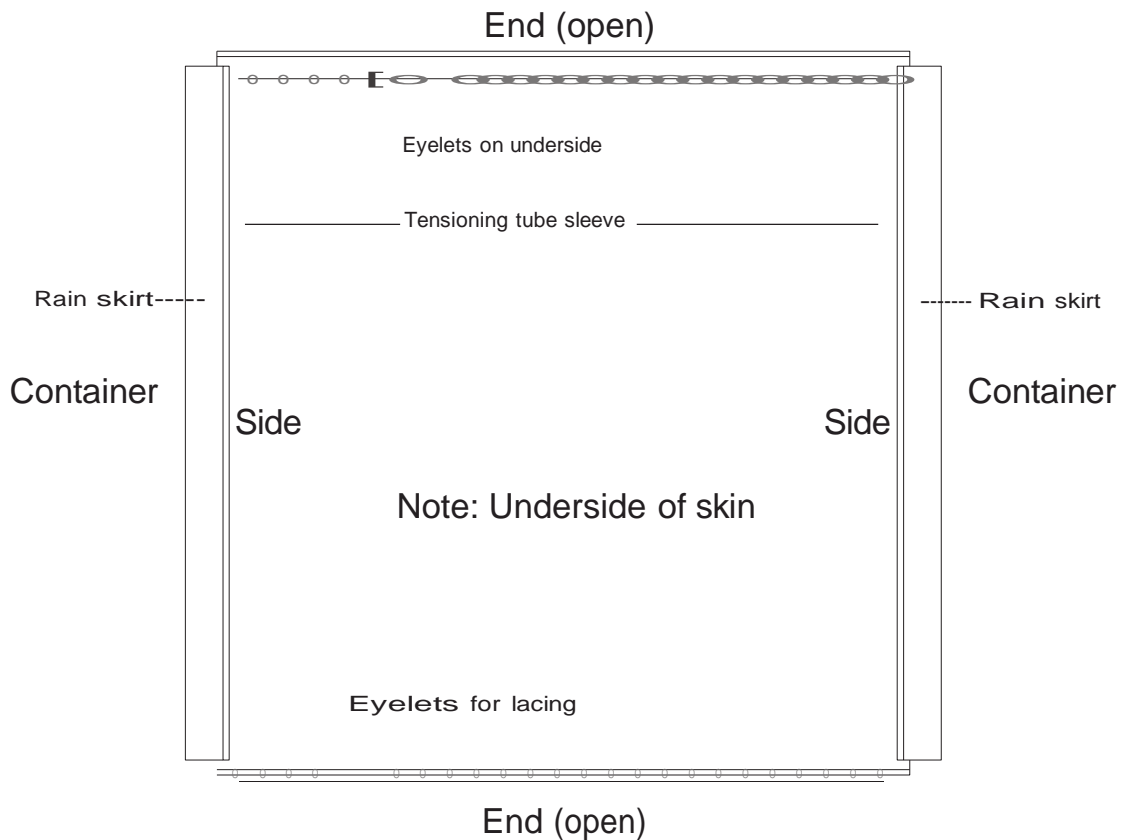 End (open)
Eyelets on underside
Tensioning tube sleeve
Rain skirt
Rain skirt
Container
Container
Side
Side
Note: Underside of skin
Eyelets for lacing
End (open)